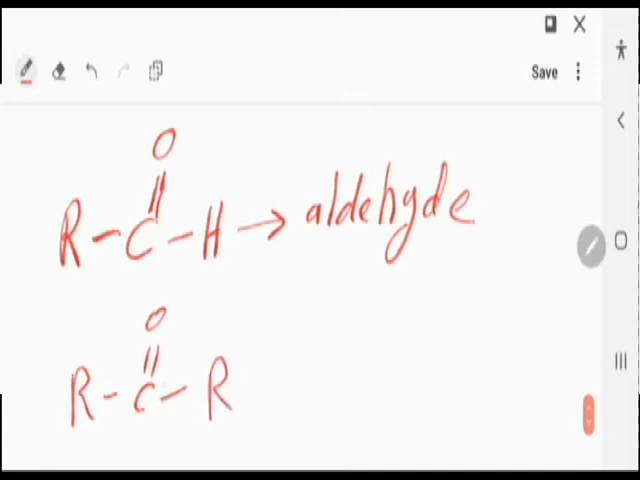 Save
O
||
R-C-H → aldehyde
O
||
R-C-R